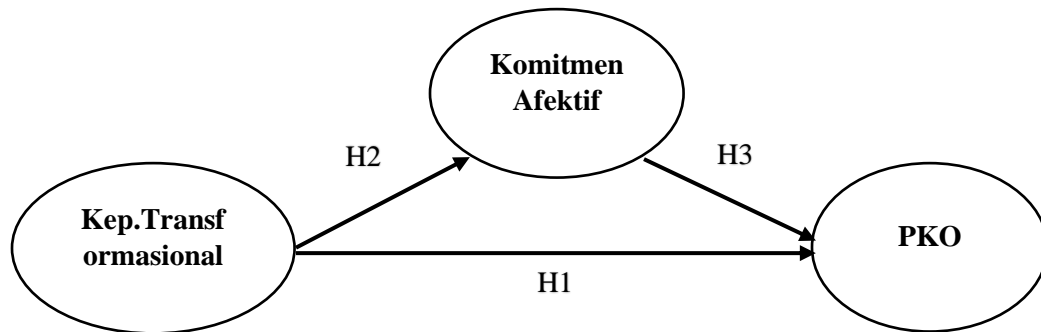 Komitmen
Afektif
H2
H3
Kep.Transf
ormasional
PKO
H1